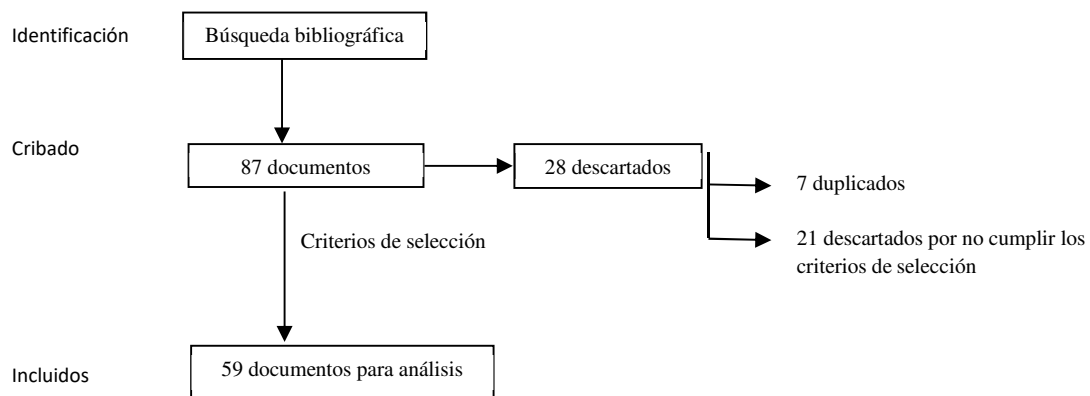 Identificación
Búsqueda bibliográfica
Cribado
87 documentos
28 descartados
7 duplicados
Criterios de selección
21 descartados por no cumplir los
criterios de selección
Incluidos
59 documentos para análisis